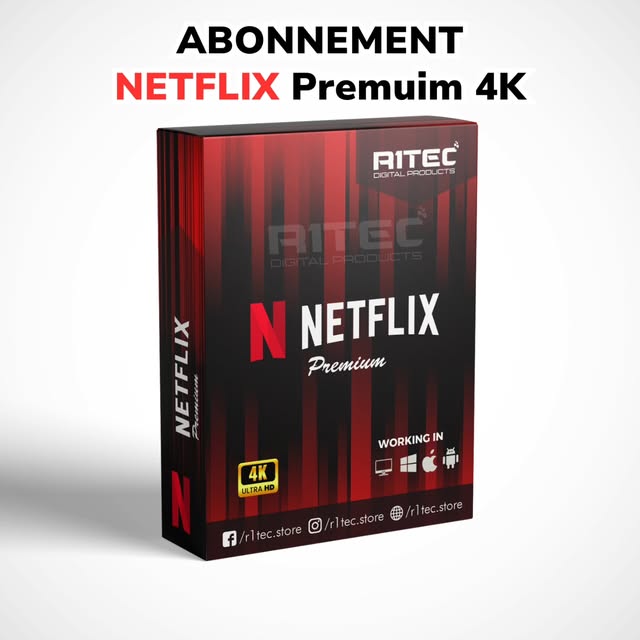 ABONNEMENT
NETFLIX Premuim 4K
R1TEC
DIGITAL PRODUCTS
R1TEC
DIGITAL PRODUCTS
N NETFLIX
Premium
NETFLIX
Premium
N
WORKING IN
4K
ULTRA HD
/r1tec.store /r1tec.store /r1tec.store